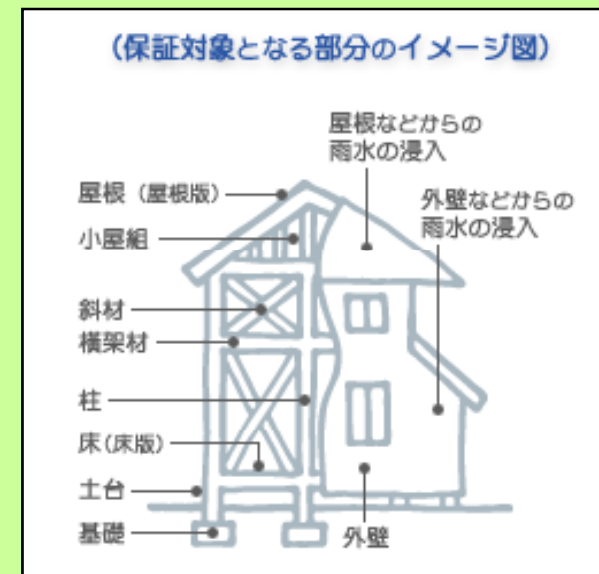 （保証対象となる部分のイメージ図）
屋根などからの
雨水の浸入
外壁などからの
雨水の浸入
屋根（屋根版）
小屋組
斜材
横架材
柱
床(床版)
土台
基礎
外壁